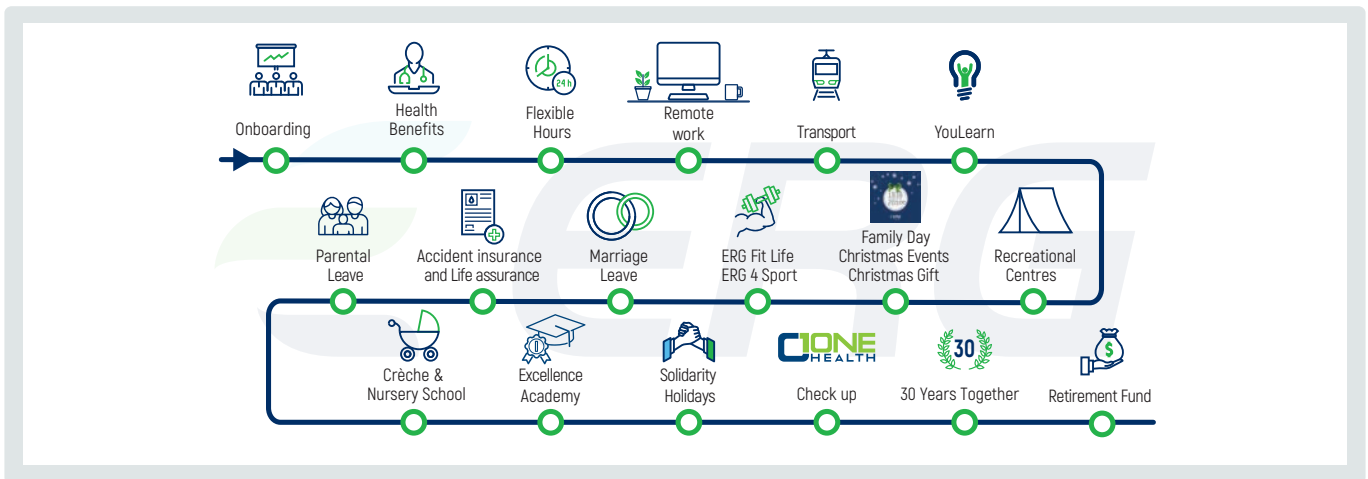 24 h
Onboarding
Health
Benefits
Flexible
Hours
Remote
work
Transport
YouLearn
Parental
Leave
Accident insurance
and Life assurance
Marriage
Leave
ERG Fit Life
ERG 4 Sport
Family Day
Christmas Events
Christmas Gift
Recreational
Centres
Crèche &
Nursery School
Excellence
Academy
Solidarity
Holidays
ONE
HEALTH
Check up
30
30 Years Together
$
Retirement Fund
ERG